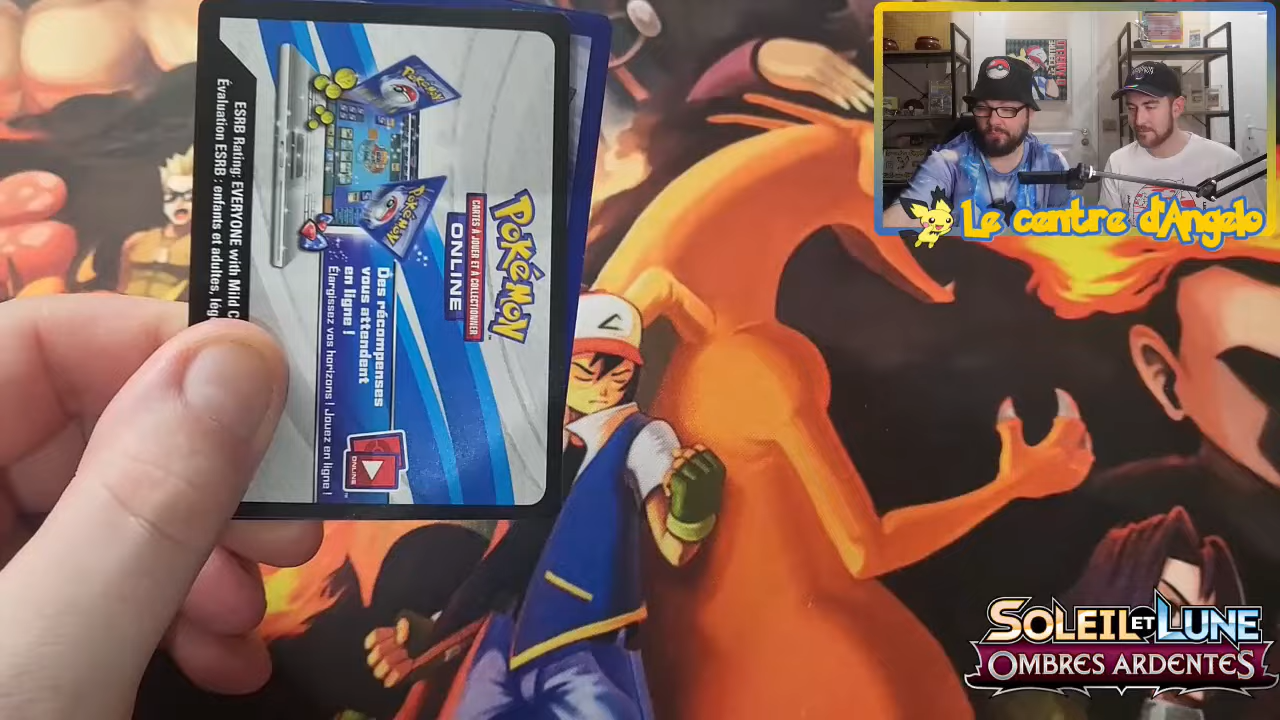 POKÉMON
CARTES À JOUER ET À COLLECTIONNER
ONLINE
Des récompenses
vous attendent
en ligne !
Élargissez vos horizons ! Jouez en ligne !
ONLINE
Pokémon
Pokémon
ESRB Rating: EVERYONE with Mild C
Évaluation ESRB : enfants et adultes, lég
Le centre d'Angelo
SOLEIL ET LUNE
OMBRES ARDENTES